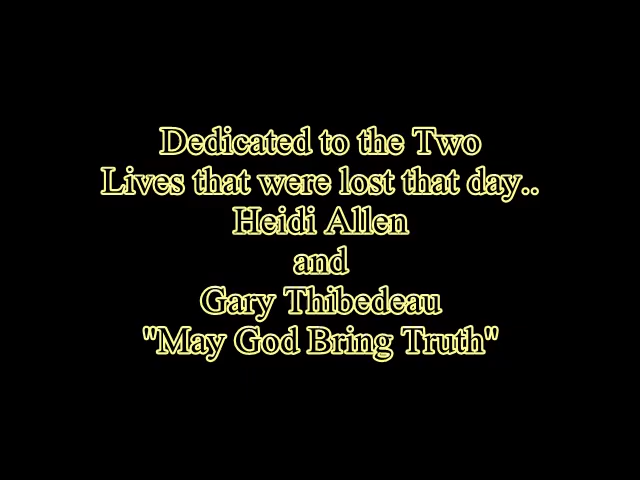 Dedicated to the Two
Lives that were lost that day..
Heidi Allen
and
Gary Thibedeau
"May God Bring Truth"